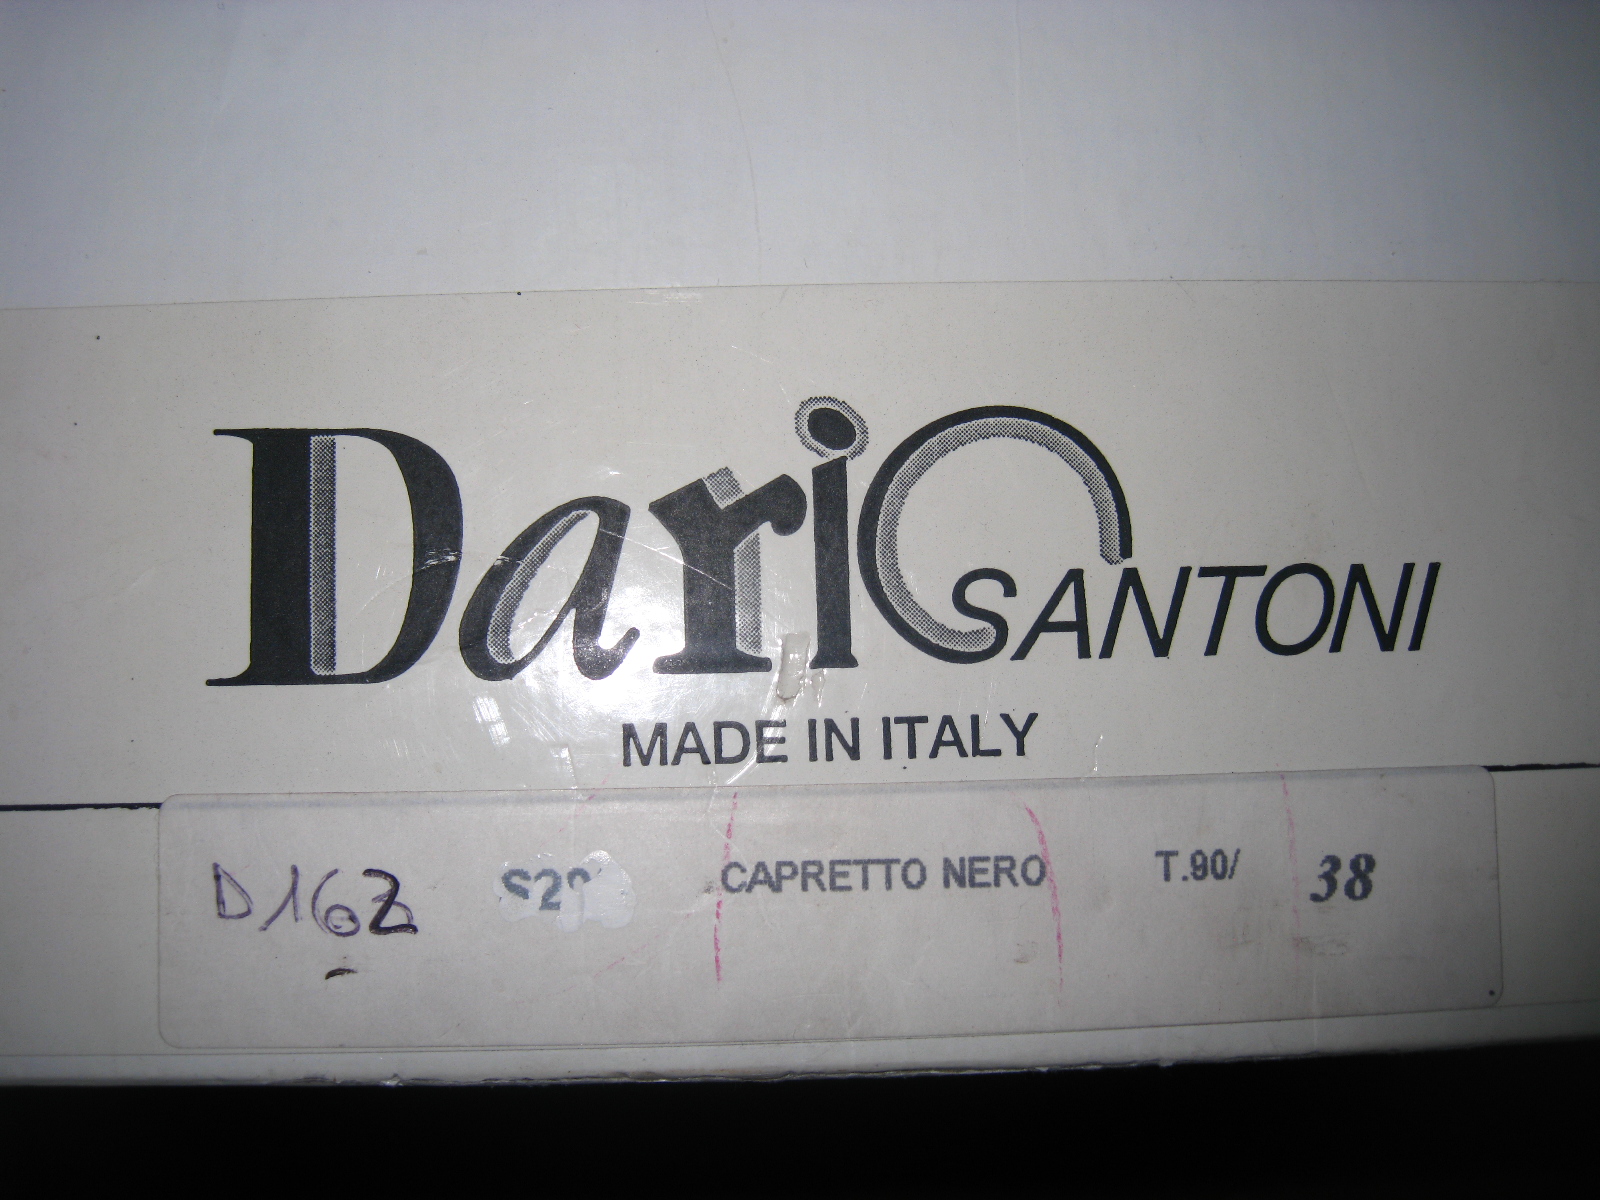 Dario SANTONI
MADE IN ITALY
D162 CAPRETTO NERO T.90/ 38